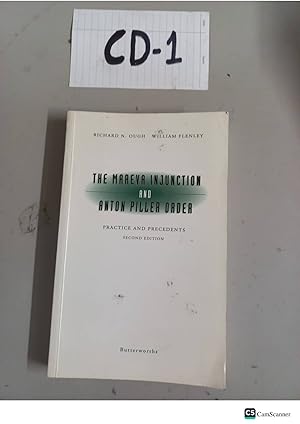 CD-1
RICHARD N. OUGH WILLIAM FLENLEY
THE MAREVA INJUNCTION
AND
ANTON PILLER ORDER
PRACTICE AND PRECEDENTS
SECOND EDITION
Butterworths
CS CamScanner